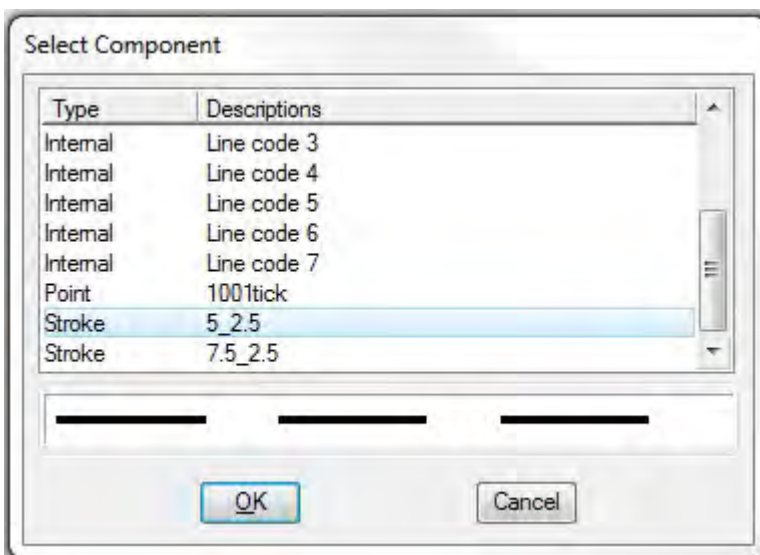 Select Component
Type Descriptions
Internal Line code 3
Internal Line code 4
Internal Line code 5
Internal Line code 6
Internal Line code 7
Point 1001tick
Stroke 5_2.5
Stroke 7.5_2.5
OK Cancel